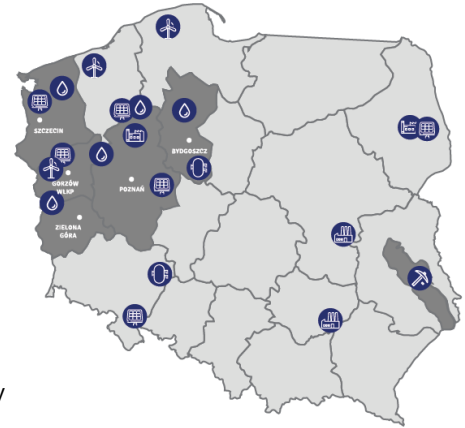 SZCZECIN
BYDGOSZCZ
GORZÓW
WLKP
POZNAŃ
ZIELONA
GÓRA
y